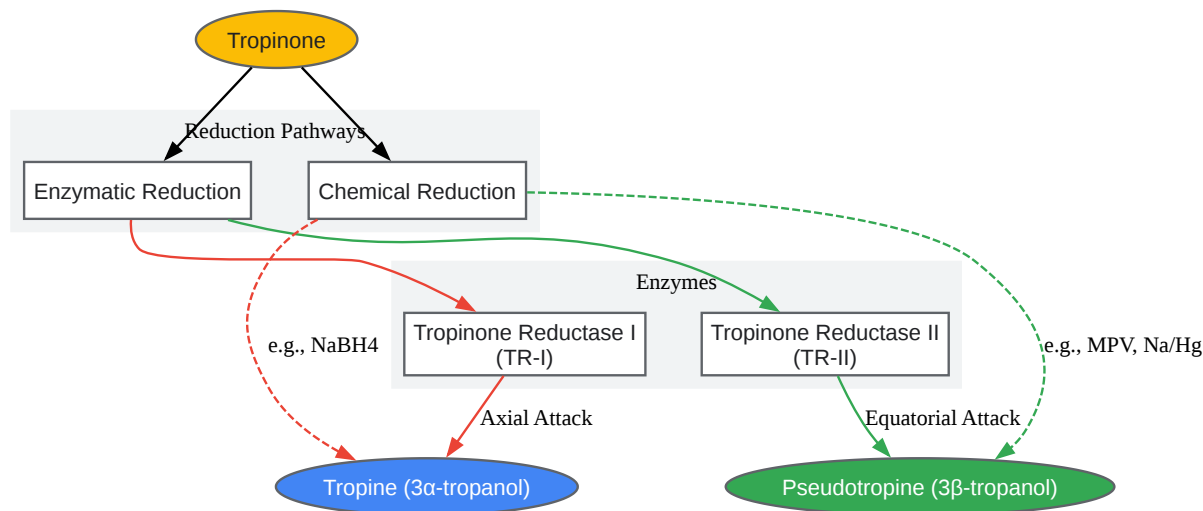 Tropinone
Reduction Pathways
Enzymatic Reduction
Chemical Reduction
Enzymes
Tropinone Reductase I
(TR-I)
Tropinone Reductase II
(TR-II)
e.g., NaBH4
e.g., MPV, Na/Hg
Axial Attack
Equatorial Attack
Tropine (3α-tropanol)
Pseudotropine (3β-tropanol)